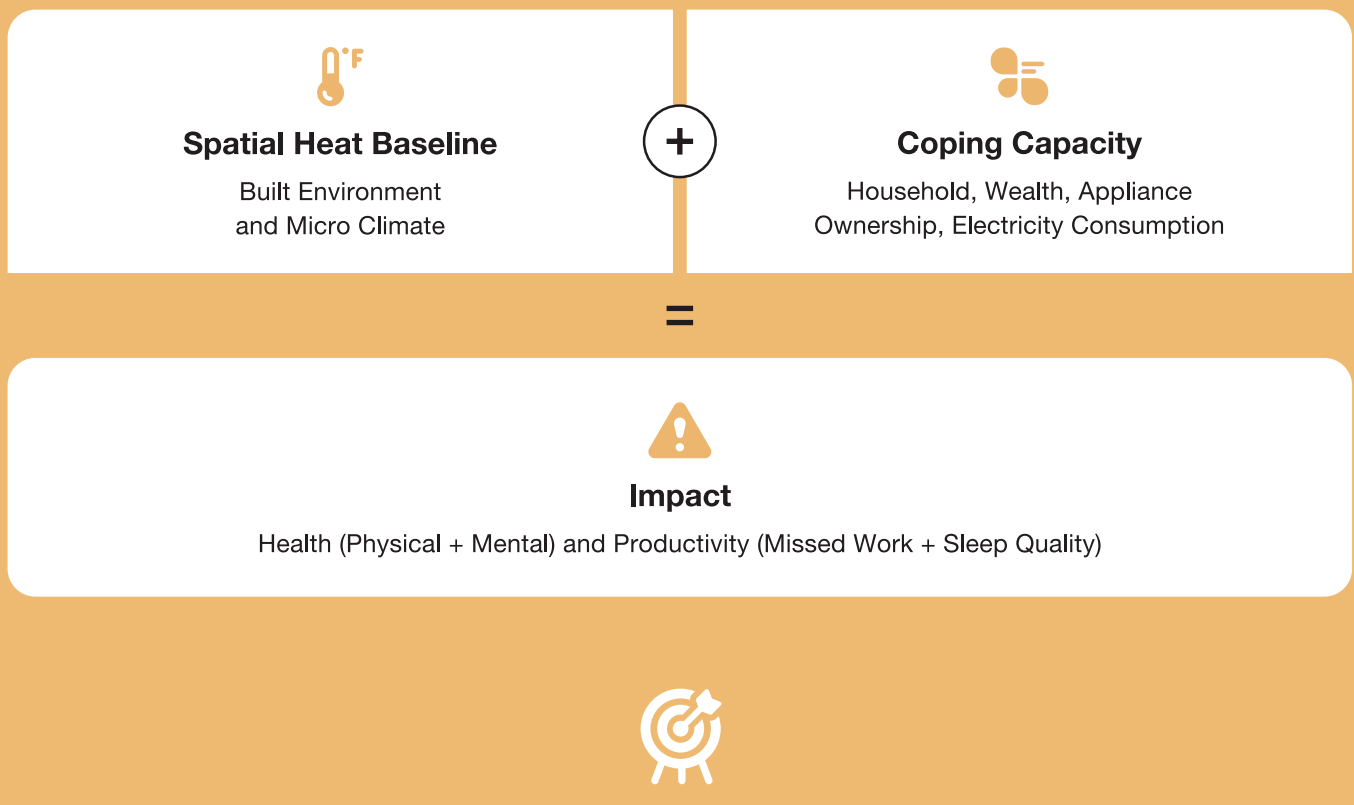 °F
Spatial Heat Baseline
Built Environment
and Micro Climate
+
Coping Capacity
Household, Wealth, Appliance
Ownership, Electricity Consumption
=
Impact
Health (Physical + Mental) and Productivity (Missed Work + Sleep Quality)